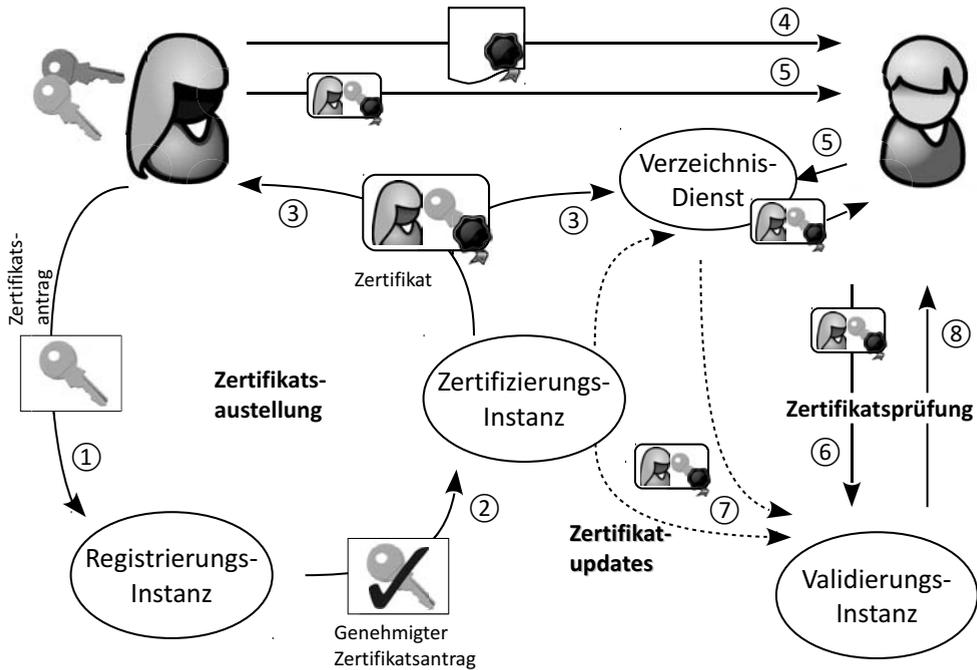 ④
⑤
Verzeichnis-
Dienst
⑤
③
③
Zertifikat
Zertifikats-
antrag
Zertifikats-
austellung
Zertifizierungs-
Instanz
⑧
Zertifikatsprüfung
⑥
①
②
⑦
Zertifikat-
updates
Registrierungs-
Instanz
Validierungs-
Instanz
Genehmigter
Zertifikatsantrag